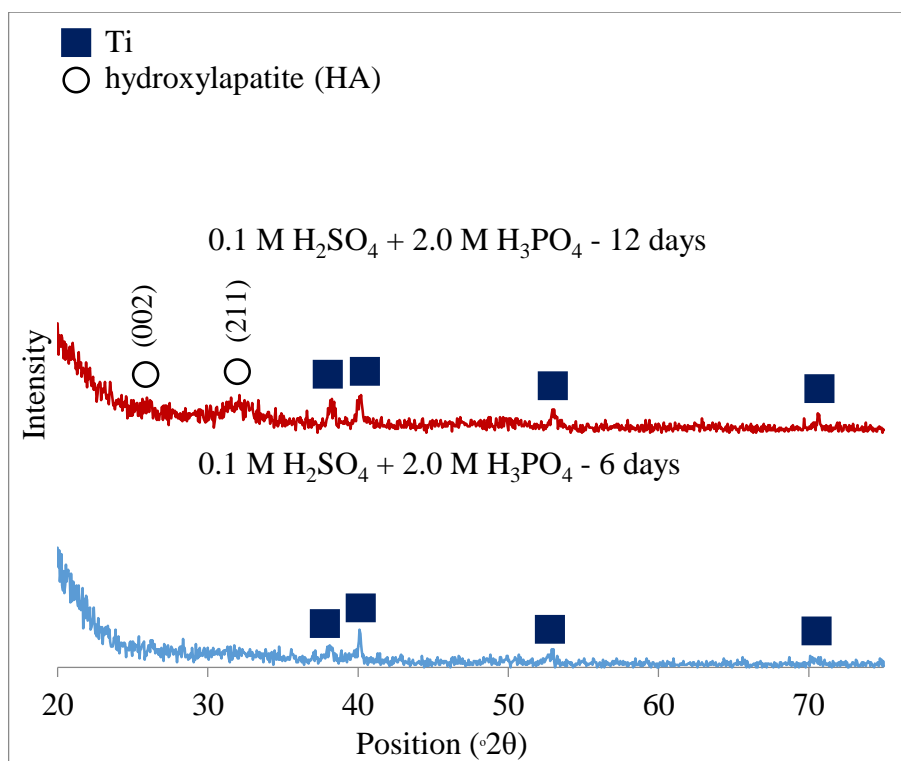 Ti
hydroxylapatite (HA)
0.1 M H₂SO₄ + 2.0 M H₃PO₄ - 12 days
(002)
(211)
Intensity
0.1 M H₂SO₄ + 2.0 M H₃PO₄ - 6 days
20 30 40 50 60 70
Position (◦2θ)